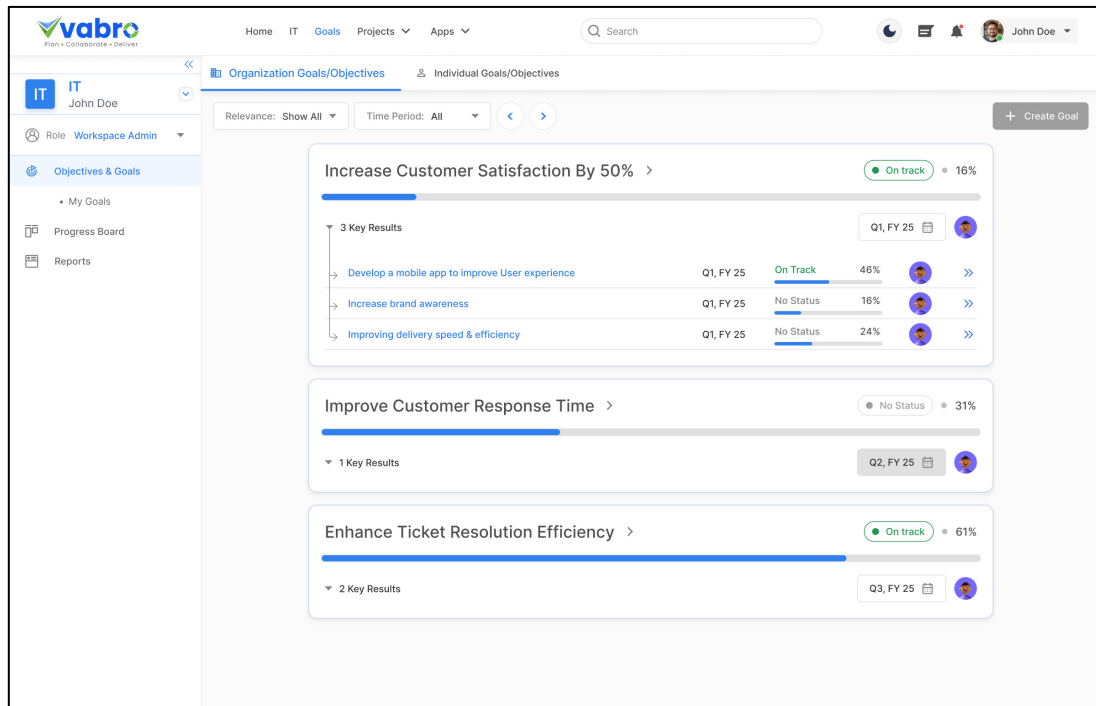 vabro
Plan • Collaborate • Deliver
Home IT Goals Projects Apps
Search
John Doe
IT
IT
John Doe
Role Workspace Admin
Objectives & Goals
• My Goals
Progress Board
Reports
Organization Goals/Objectives Individual Goals/Objectives
Relevance: Show All Time Period: All
+ Create Goal
Increase Customer Satisfaction By 50% > On track 16%
3 Key Results Q1, FY 25
Develop a mobile app to improve User experience Q1, FY 25 On Track 46%
Increase brand awareness Q1, FY 25 No Status 16%
Improving delivery speed & efficiency Q1, FY 25 No Status 24%
Improve Customer Response Time > No Status 31%
1 Key Results Q2, FY 25
Enhance Ticket Resolution Efficiency > On track 61%
2 Key Results Q3, FY 25